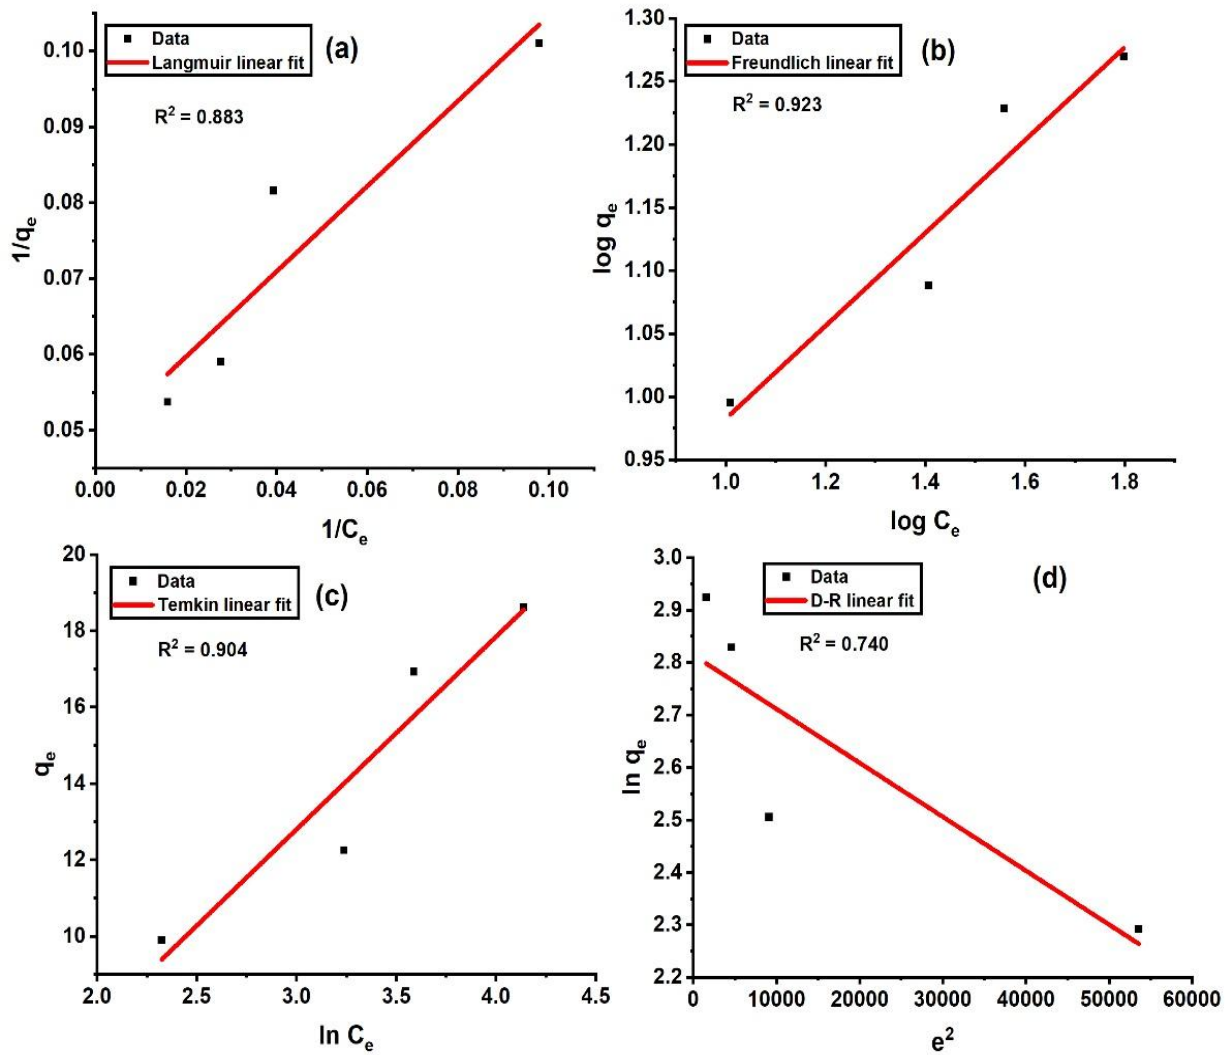 Data
Langmuir linear fit
(a)
R² = 0.883
0.10
0.09
0.08
0.07
0.06
0.05
1/qₑ
0.00 0.02 0.04 0.06 0.08 0.10
1/Cₑ
Data
Freundlich linear fit
(b)
R² = 0.923
1.30
1.25
1.20
1.15
1.10
1.05
1.00
0.95
log qₑ
1.0 1.2 1.4 1.6 1.8
log Cₑ
Data
Temkin linear fit
(c)
R² = 0.904
20
18
16
14
12
10
qₑ
2.0 2.5 3.0 3.5 4.0 4.5
ln Cₑ
Data
D-R linear fit
(d)
R² = 0.740
3.0
2.9
2.8
2.7
2.6
2.5
2.4
2.3
2.2
ln qₑ
0 10000 20000 30000 40000 50000 60000
e²